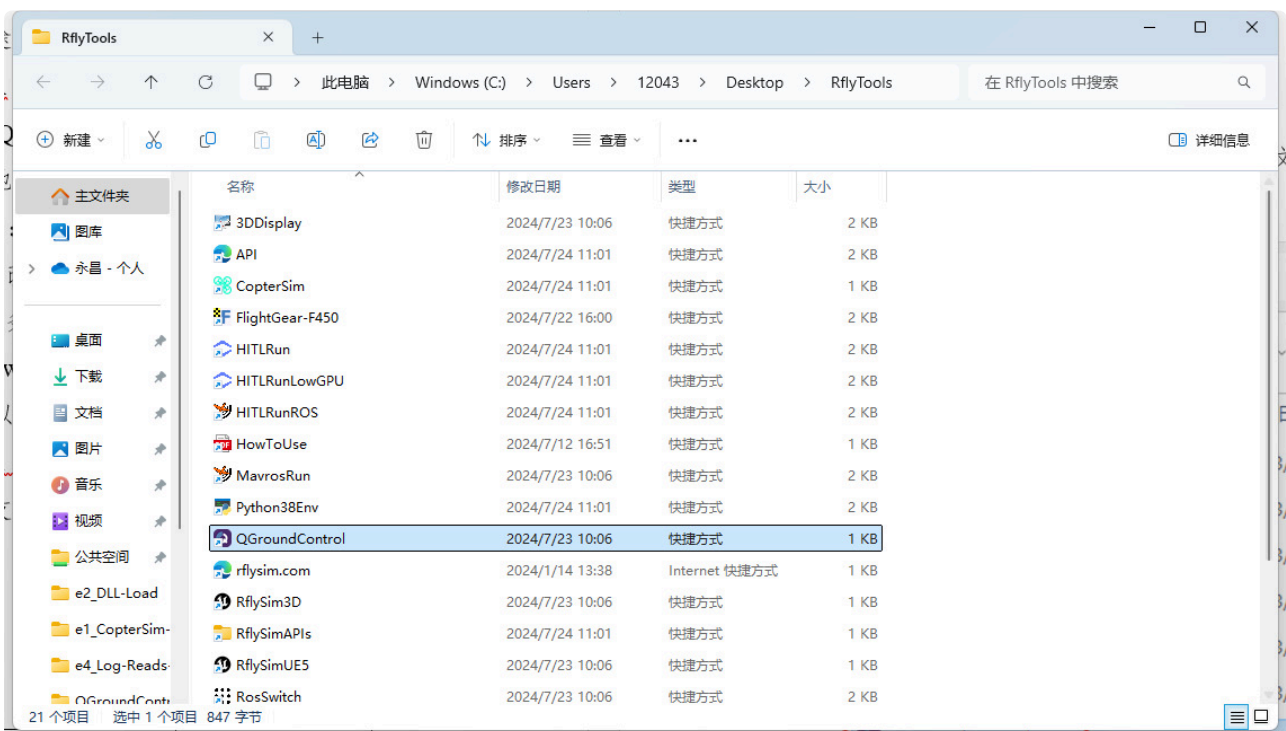 RflyTools
此电脑 > Windows (C:) > Users > 12043 > Desktop > RflyTools
在 RflyTools 中搜索
新建
排序
查看
详细信息
主文件夹
图库
永昌 - 个人
桌面
下载
文档
图片
音乐
视频
公共空间
e2_DLL-Load
e1_CopterSim-
e4_Log-Reads-
QGroundContr
名称 修改日期 类型 大小
3DDisplay 2024/7/23 10:06 快捷方式 2 KB
API 2024/7/24 11:01 快捷方式 2 KB
CopterSim 2024/7/24 11:01 快捷方式 1 KB
FlightGear-F450 2024/7/22 16:00 快捷方式 2 KB
HITLRun 2024/7/24 11:01 快捷方式 2 KB
HITLRunLowGPU 2024/7/24 11:01 快捷方式 2 KB
HITLRunROS 2024/7/24 11:01 快捷方式 2 KB
HowToUse 2024/7/12 16:51 快捷方式 1 KB
MavrosRun 2024/7/23 10:06 快捷方式 2 KB
Python38Env 2024/7/24 11:01 快捷方式 2 KB
QGroundControl 2024/7/23 10:06 快捷方式 1 KB
rflysim.com 2024/1/14 13:38 Internet 快捷方式 1 KB
RflySim3D 2024/7/23 10:06 快捷方式 1 KB
RflySimAPIs 2024/7/24 11:01 快捷方式 1 KB
RflySimUE5 2024/7/23 10:06 快捷方式 1 KB
RosSwitch 2024/7/23 10:06 快捷方式 2 KB
21 个项目 选中 1 个项目 847 字节